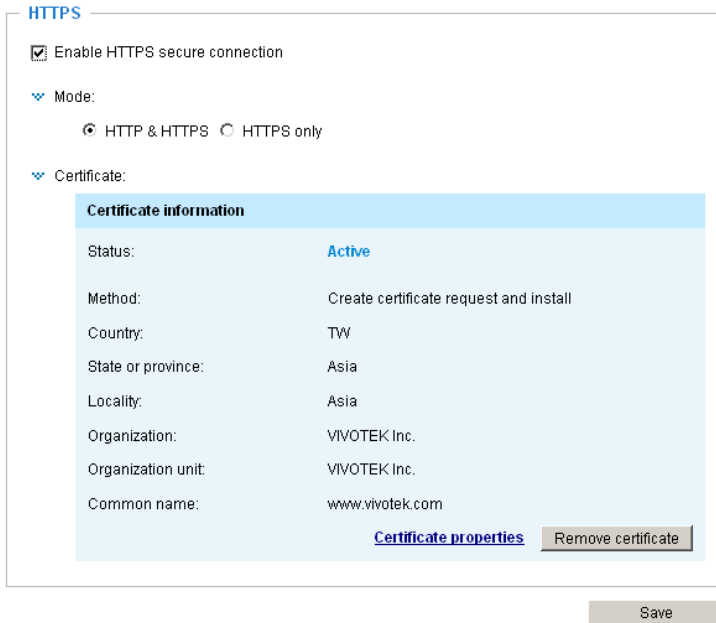 HTTPS
Enable HTTPS secure connection
Mode:
HTTP & HTTPS HTTPS only
Certificate:
Certificate information
Status: Active
Method: Create certificate request and install
Country: TW
State or province: Asia
Locality: Asia
Organization: VIVOTEK Inc.
Organization unit: VIVOTEK Inc.
Common name: www.vivotek.com
Certificate properties Remove certificate
Save